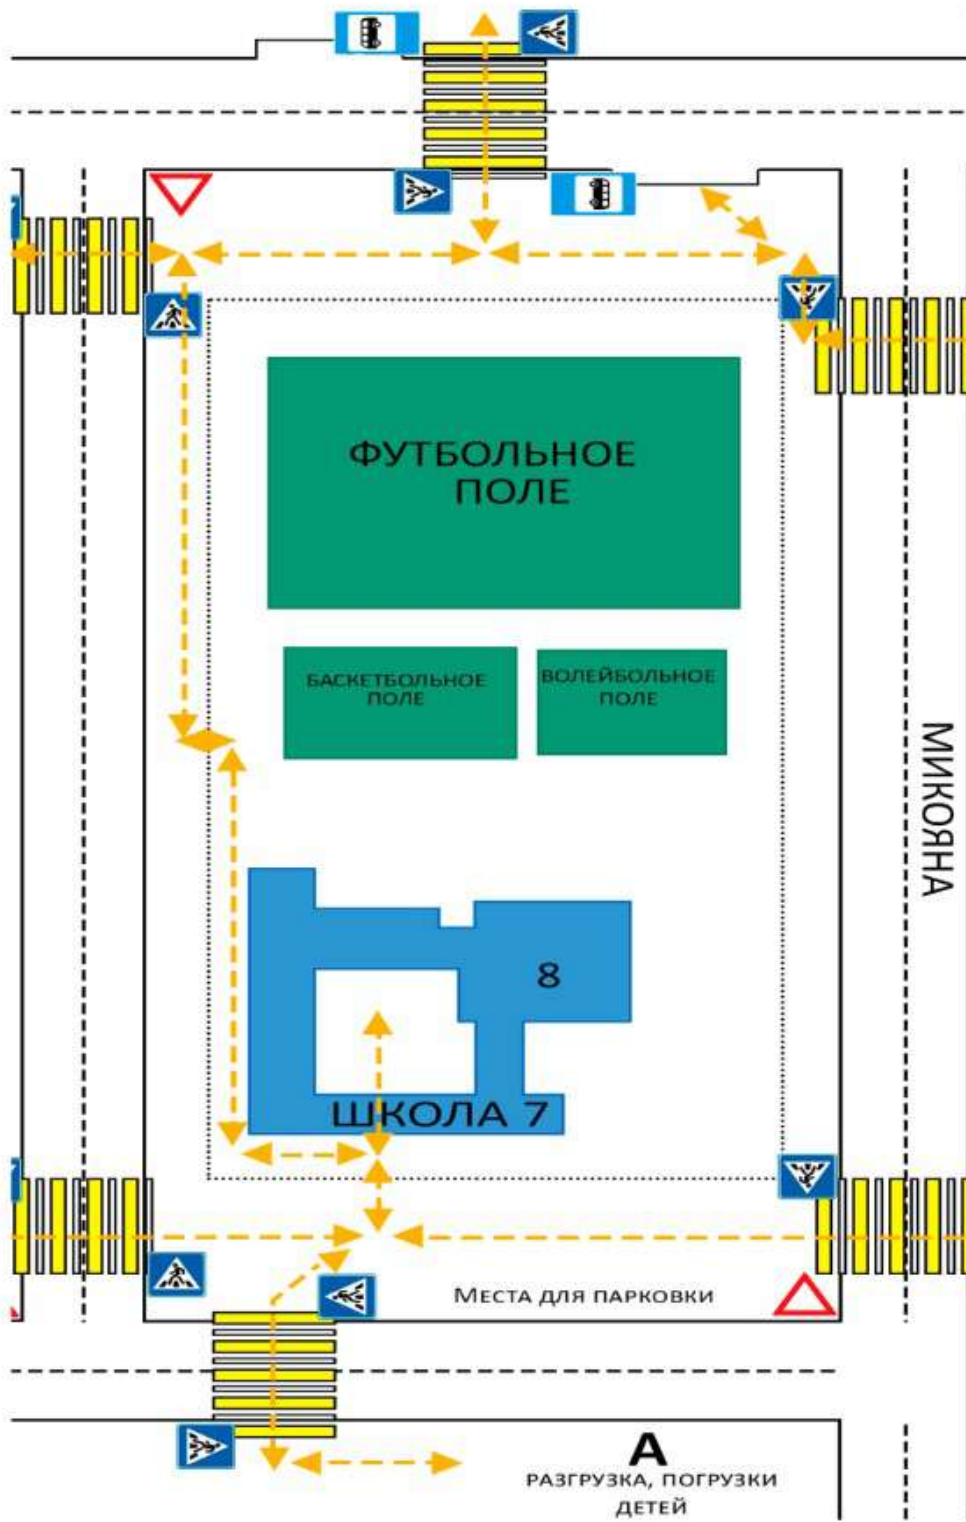 ФУТБОЛЬНОЕ
ПОЛЕ
БАСКЕТБОЛЬНОЕ
ПОЛЕ
ВОЛЕЙБОЛЬНОЕ
ПОЛЕ
МИКОЯНА
8
ШКОЛА 7
МЕСТА ДЛЯ ПАРКОВКИ
А
РАЗГРУЗКА, ПОГРУЗКИ
ДЕТЕЙ